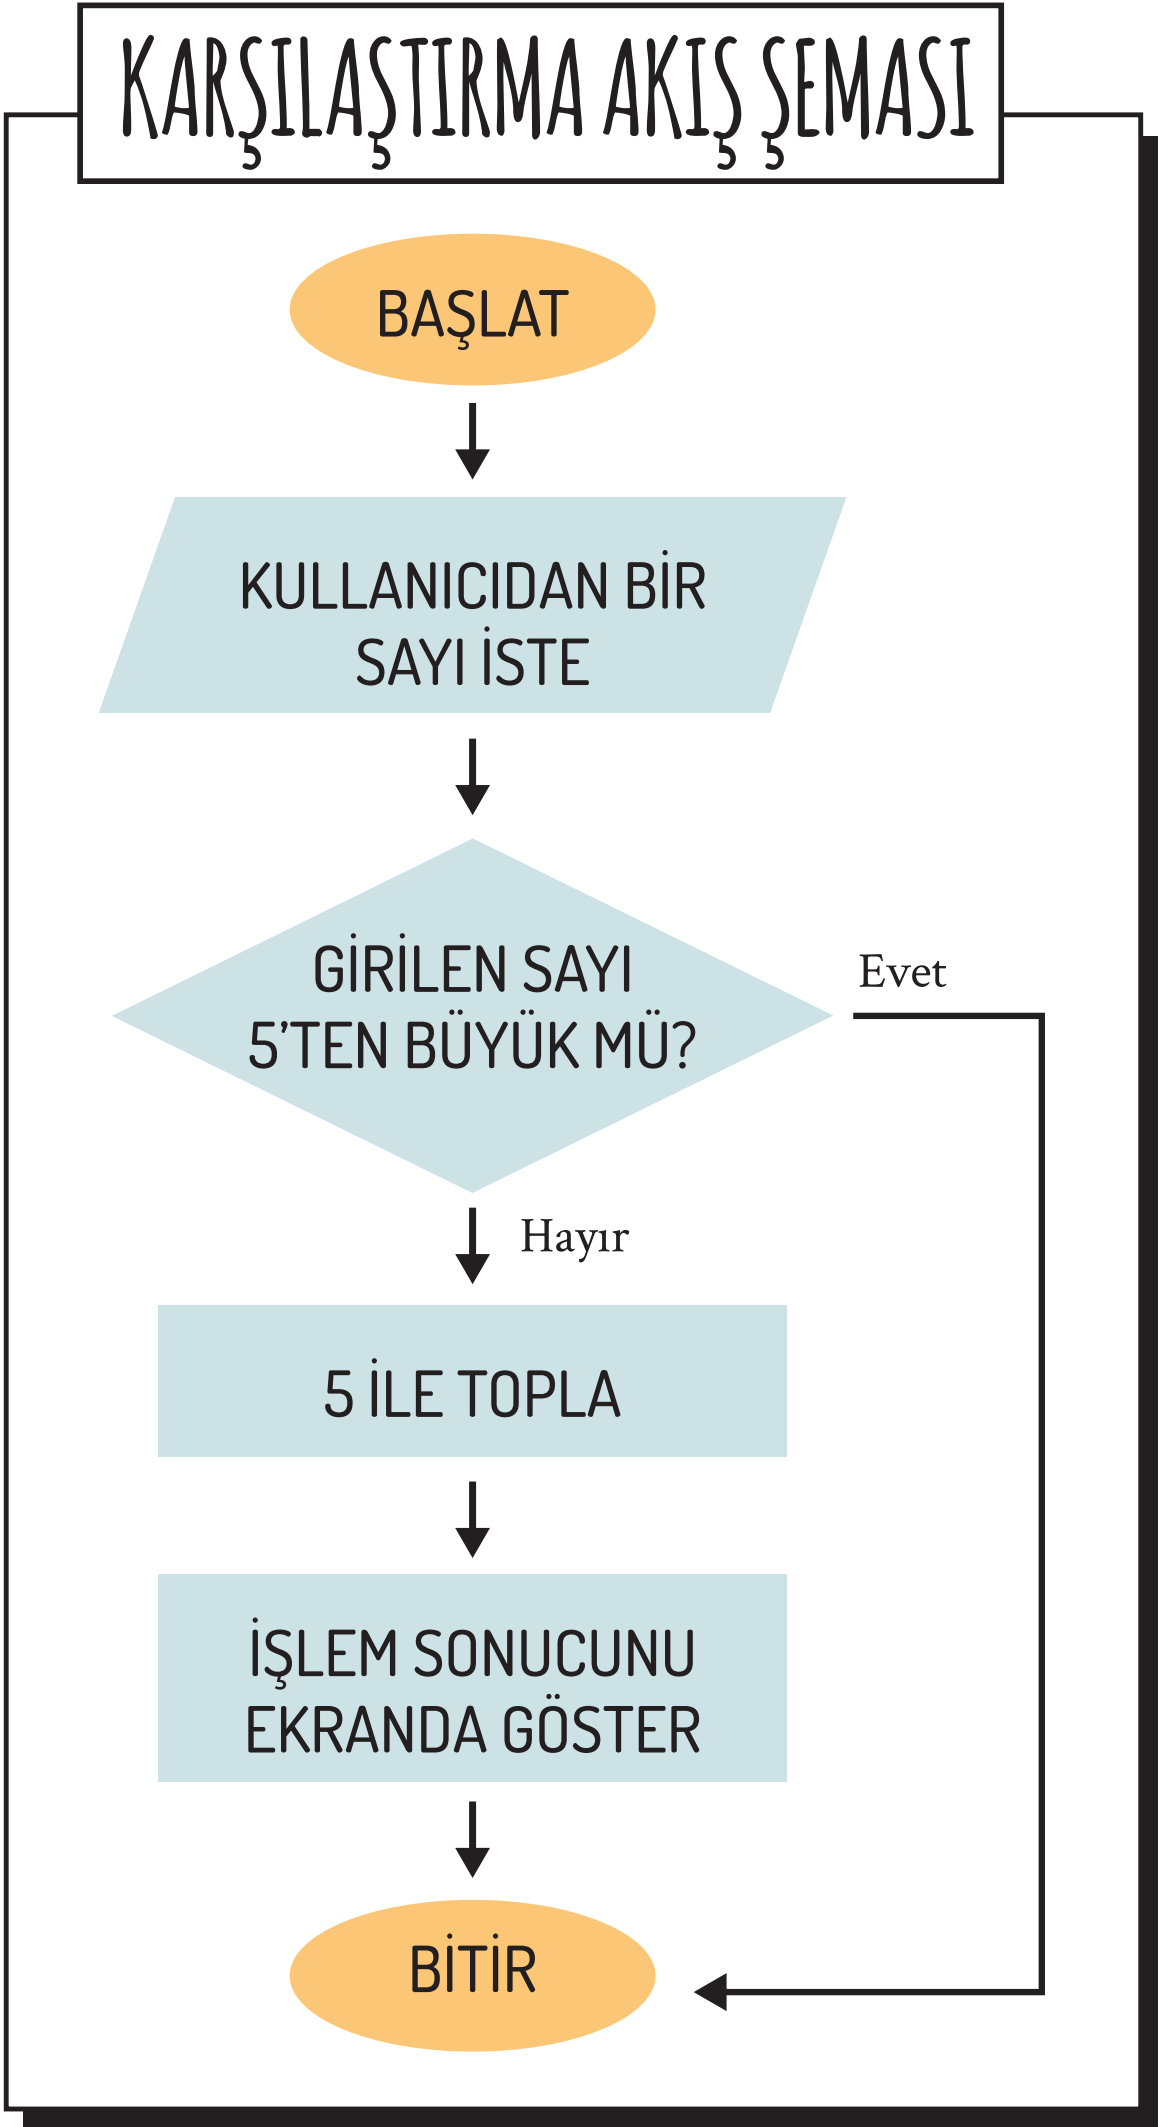 KARŞILAŞTIRMA AKIŞ ŞEMASI
BAŞLAT
KULLANICIDAN BİR
SAYI İSTE
GİRİLEN SAYI
5’TEN BÜYÜK MÜ?
Evet
Hayır
5 İLE TOPLA
İŞLEM SONUCUNU
EKRANDA GÖSTER
BİTİR